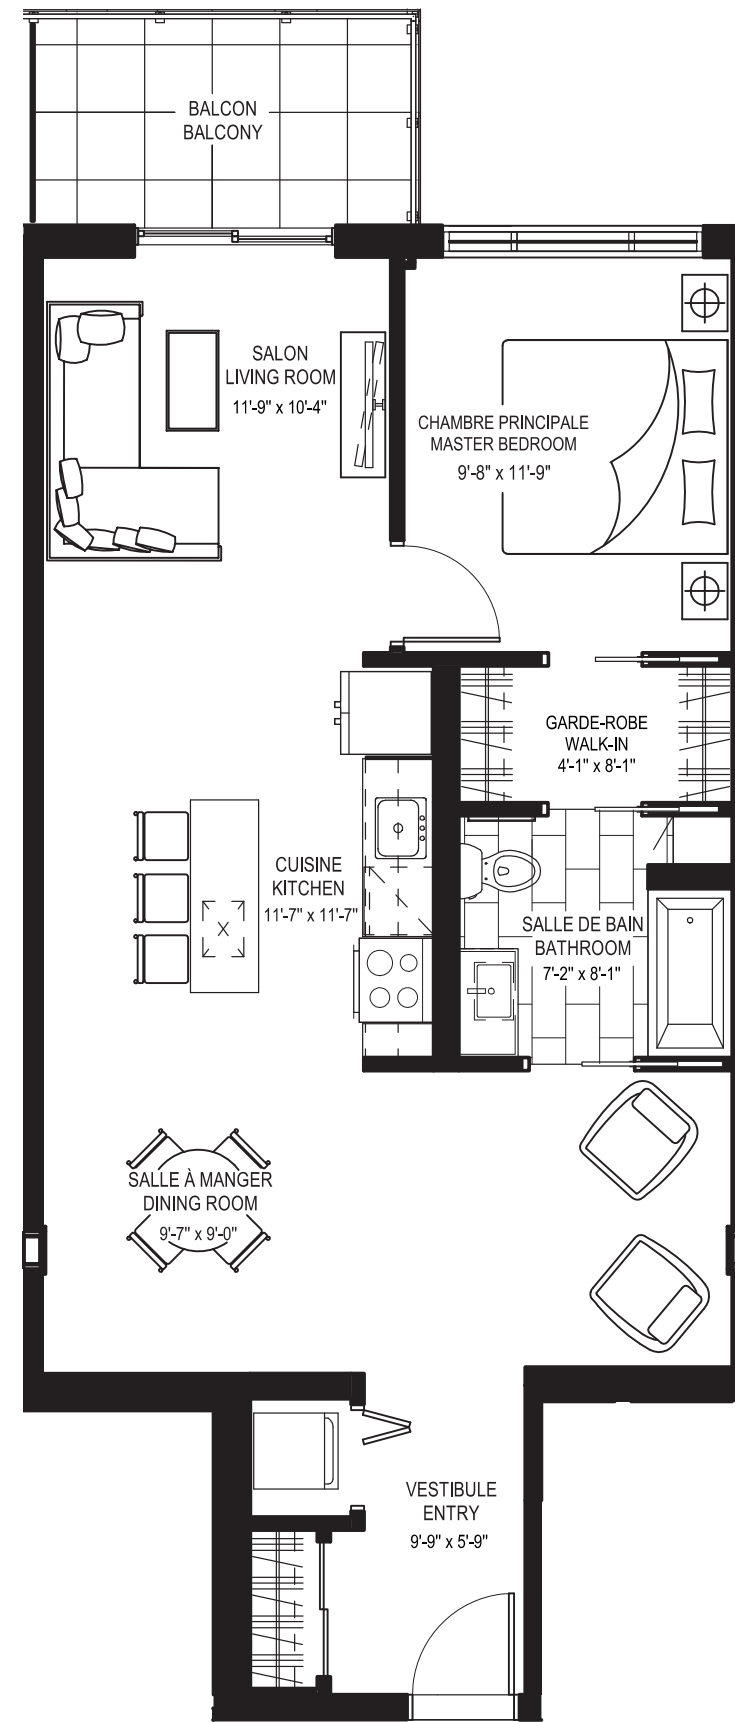 BALCON
BALCONY
SALON
LIVING ROOM
11'-9" x 10'-4"
CHAMBRE PRINCIPALE
MASTER BEDROOM
9'-8" x 11'-9"
GARDE-ROBE
WALK-IN
4'-1" x 8'-1"
CUISINE
KITCHEN
11'-7" x 11'-7"
SALLE DE BAIN
BATHROOM
7'-2" x 8'-1"
SALLE À MANGER
DINING ROOM
9'-7" x 9'-0"
VESTIBULE
ENTRY
9'-9" x 5'-9"